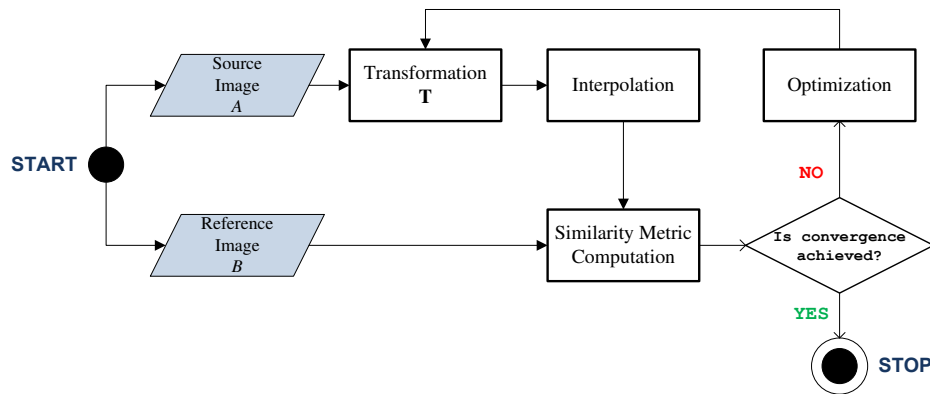 Source
Image
A
Transformation
T
Interpolation
Optimization
START
NO
Reference
Image
B
Similarity Metric
Computation
Is convergence
achieved?
YES
STOP